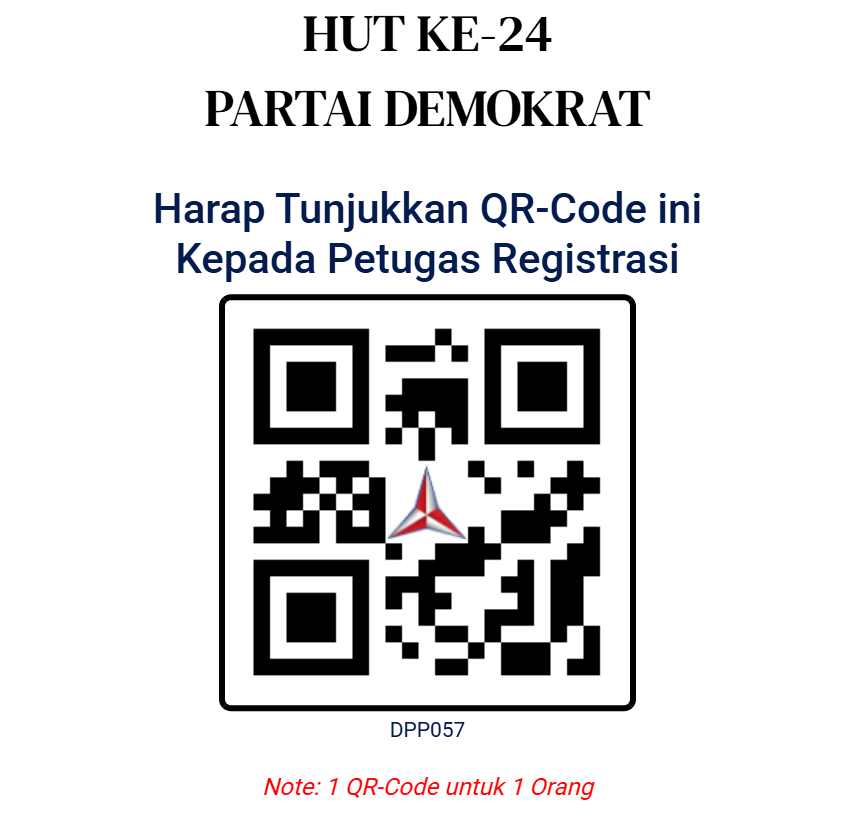 HUT KE-24
PARTAI DEMOKRAT
Harap Tunjukkan QR-Code ini
Kepada Petugas Registrasi
DPP057
Note: 1 QR-Code untuk 1 Orang